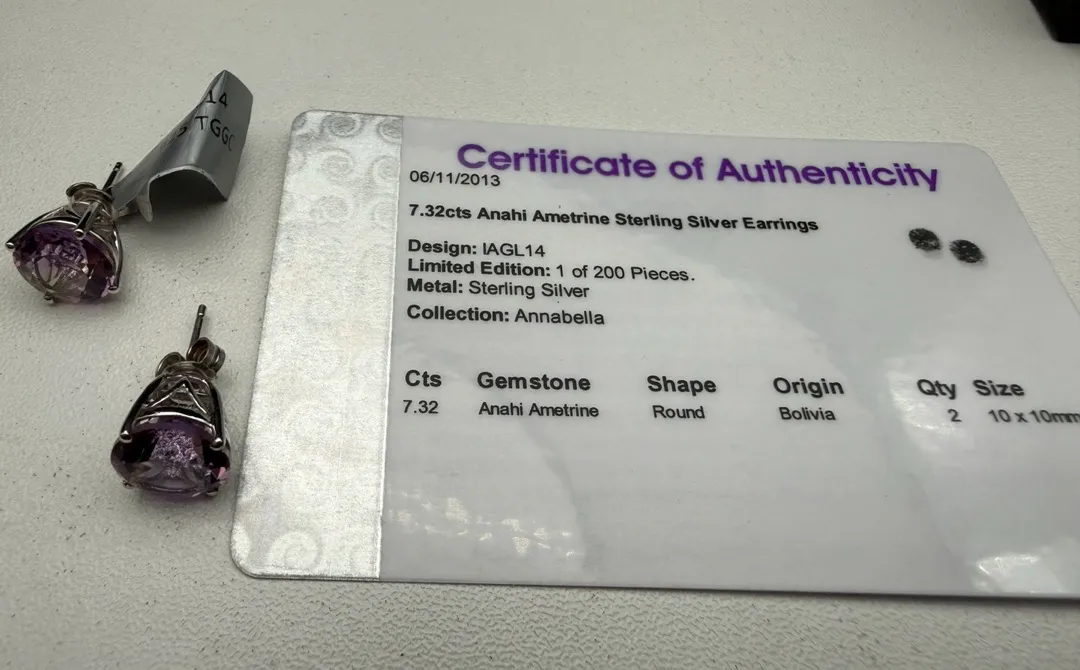 14
TGGC
Certificate of Authenticity
06/11/2013
7.32cts Anahi Ametrine Sterling Silver Earrings
Design: IAGL14
Limited Edition: 1 of 200 Pieces.
Metal: Sterling Silver
Collection: Annabella
Cts Gemstone Shape Origin Qty Size
7.32 Anahi Ametrine Round Bolivia 2 10 x 10mm